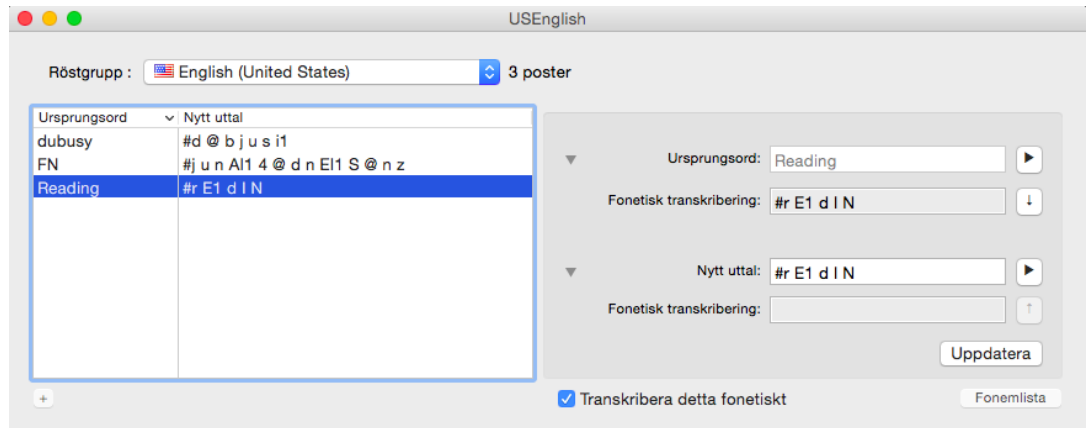 USEnglish
Röstgrupp : English (United States) 3 poster
Ursprungsord Nytt uttal
dubusy #d @ b j u s i1
FN #j u n AI1 4 @ d n EI1 S @ n z
Reading #r E1 d I N
Ursprungsord: Reading
Fonetisk transkribering: #r E1 d I N
Nytt uttal: #r E1 d I N
Fonetisk transkribering:
Uppdatera
+ Transkribera detta fonetiskt Fonemlista